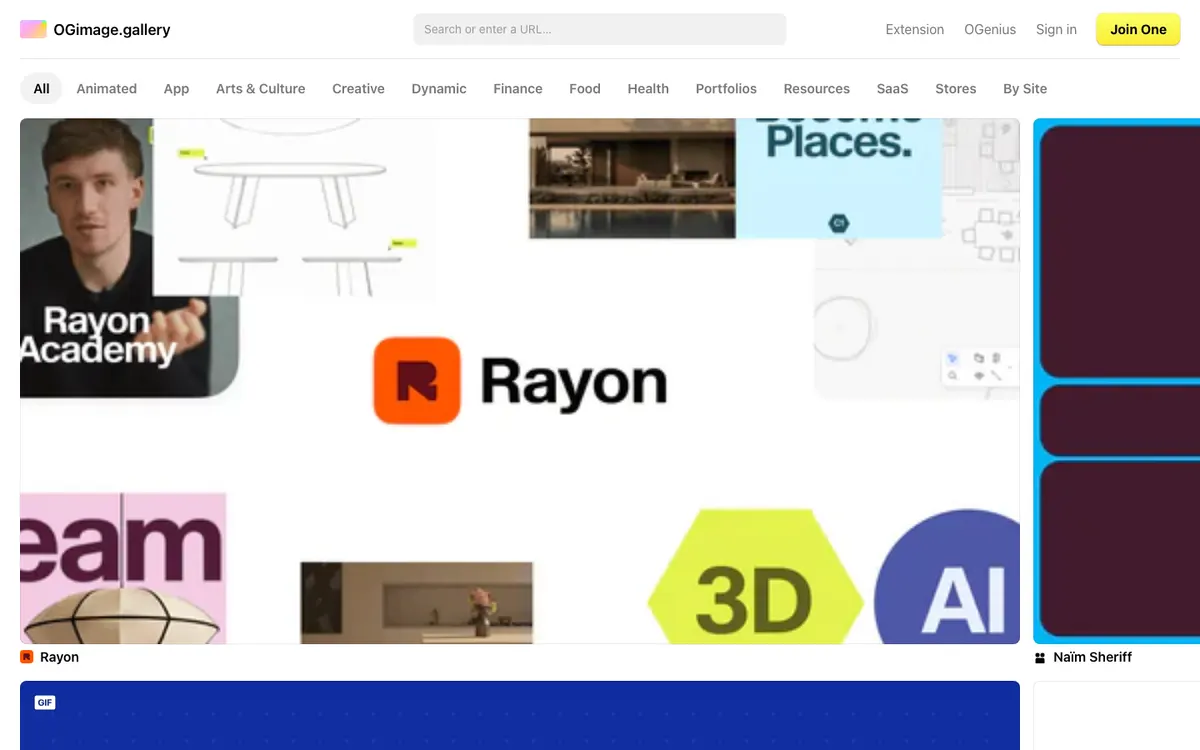 OGimage.gallery
Search or enter a URL...
Extension
OGenius
Sign in
Join One
All
Animated
App
Arts & Culture
Creative
Dynamic
Finance
Food
Health
Portfolios
Resources
SaaS
Stores
By Site
Places.
Rayon
Academy
Rayon
eam
3D
AI
Rayon
Naïm Sheriff
GIF